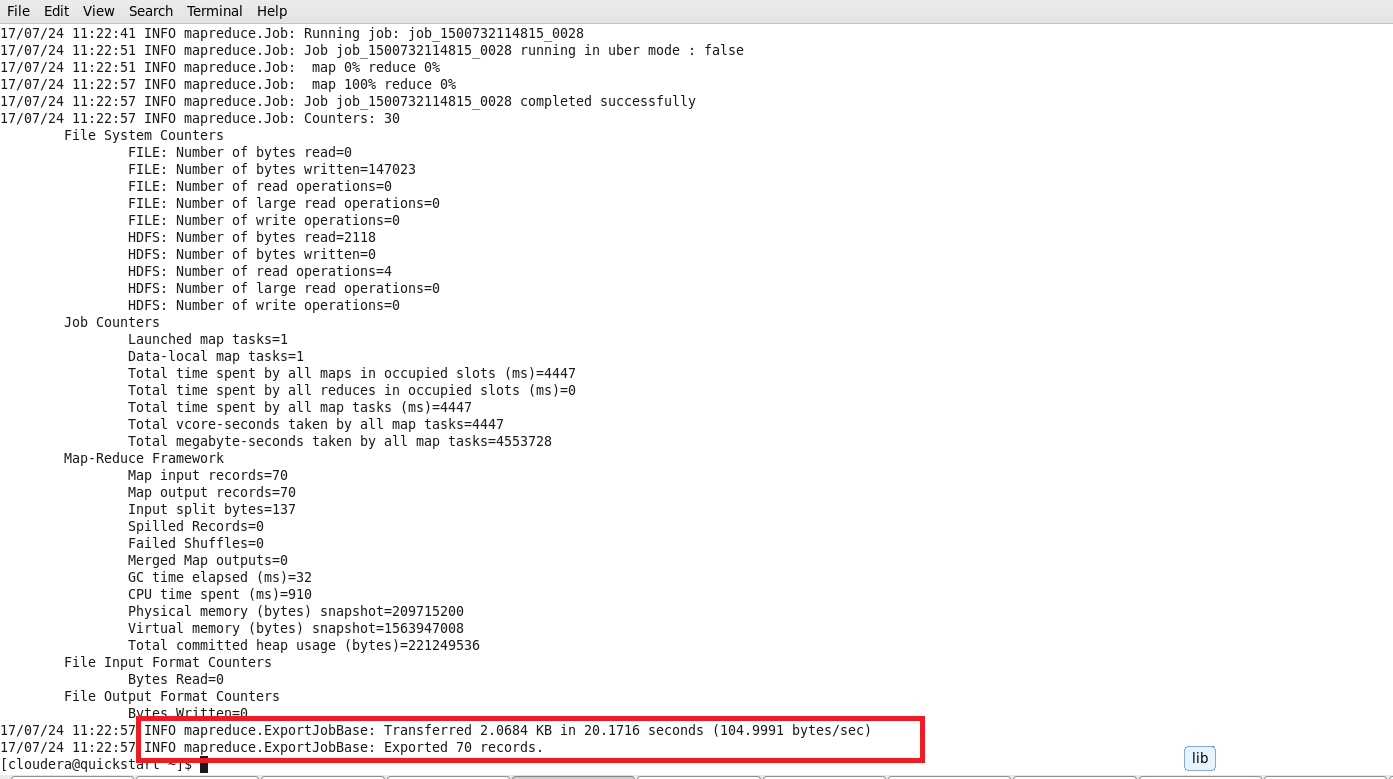 File Edit View Search Terminal Help
17/07/24 11:22:41 INFO mapreduce.Job: Running job: job_1500732114815_0028
17/07/24 11:22:51 INFO mapreduce.Job: Job job_1500732114815_0028 running in uber mode : false
17/07/24 11:22:51 INFO mapreduce.Job:  map 0% reduce 0%
17/07/24 11:22:57 INFO mapreduce.Job:  map 100% reduce 0%
17/07/24 11:22:57 INFO mapreduce.Job: Job job_1500732114815_0028 completed successfully
17/07/24 11:22:57 INFO mapreduce.Job: Counters: 30
File System Counters
FILE: Number of bytes read=0
FILE: Number of bytes written=147023
FILE: Number of read operations=0
FILE: Number of large read operations=0
FILE: Number of write operations=0
HDFS: Number of bytes read=2118
HDFS: Number of bytes written=0
HDFS: Number of read operations=4
HDFS: Number of large read operations=0
HDFS: Number of write operations=0
Job Counters
Launched map tasks=1
Data-local map tasks=1
Total time spent by all maps in occupied slots (ms)=4447
Total time spent by all reduces in occupied slots (ms)=0
Total time spent by all map tasks (ms)=4447
Total vcore-seconds taken by all map tasks=4447
Total megabyte-seconds taken by all map tasks=4553728
Map-Reduce Framework
Map input records=70
Map output records=70
Input split bytes=137
Spilled Records=0
Failed Shuffles=0
Merged Map outputs=0
GC time elapsed (ms)=32
CPU time spent (ms)=910
Physical memory (bytes) snapshot=209715200
Virtual memory (bytes) snapshot=1563947008
Total committed heap usage (bytes)=221249536
File Input Format Counters
Bytes Read=0
File Output Format Counters
Bytes Written=0
17/07/24 11:22:57 INFO mapreduce.ExportJobBase: Transferred 2.0684 KB in 20.1716 seconds (104.9991 bytes/sec)
17/07/24 11:22:57 INFO mapreduce.ExportJobBase: Exported 70 records.
[cloudera@quickstart ~]$
lib